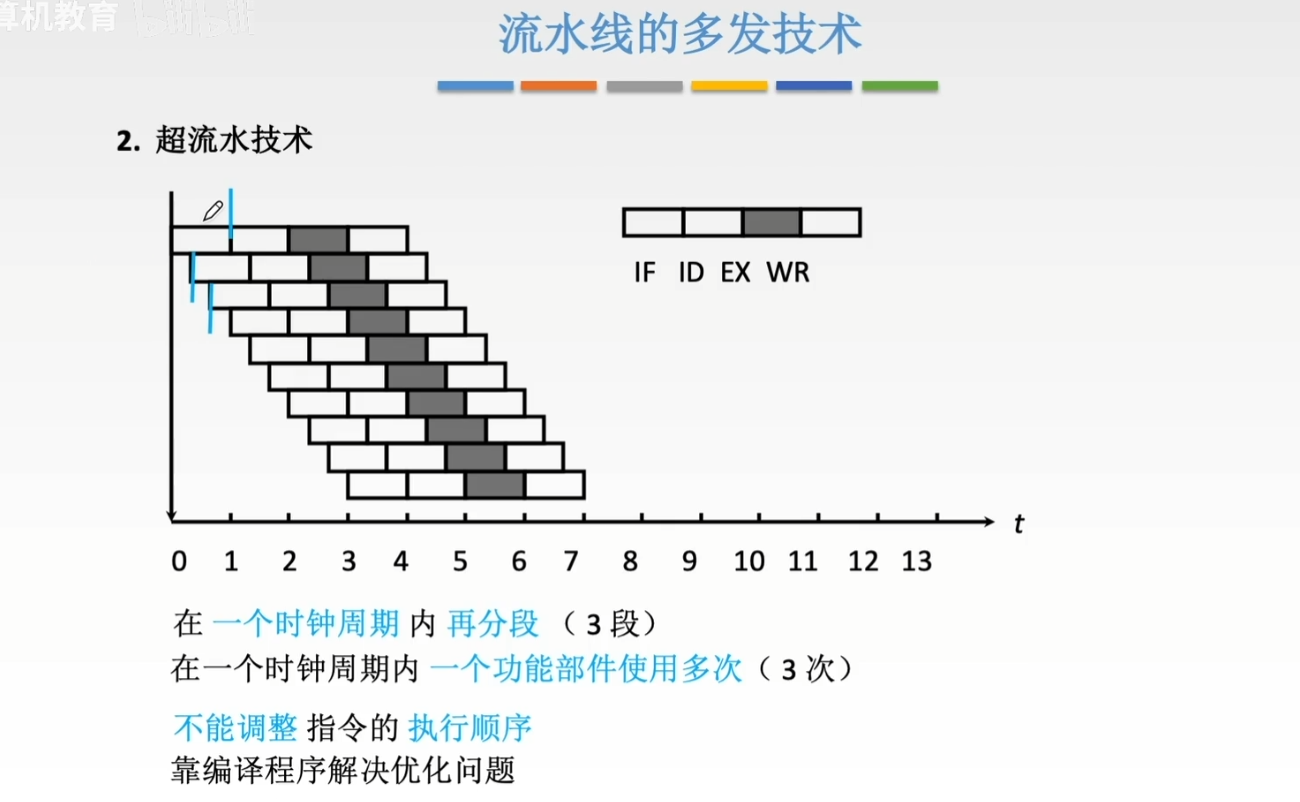 算机教育 bilibili
流水线的多发技术
2. 超流水技术
IF ID EX WR
t
0 1 2 3 4 5 6 7 8 9 10 11 12 13
在 一个时钟周期 内 再分段 （ 3 段）
在一个时钟周期内 一个功能部件使用多次（ 3 次）
不能调整 指令的 执行顺序
靠编译程序解决优化问题